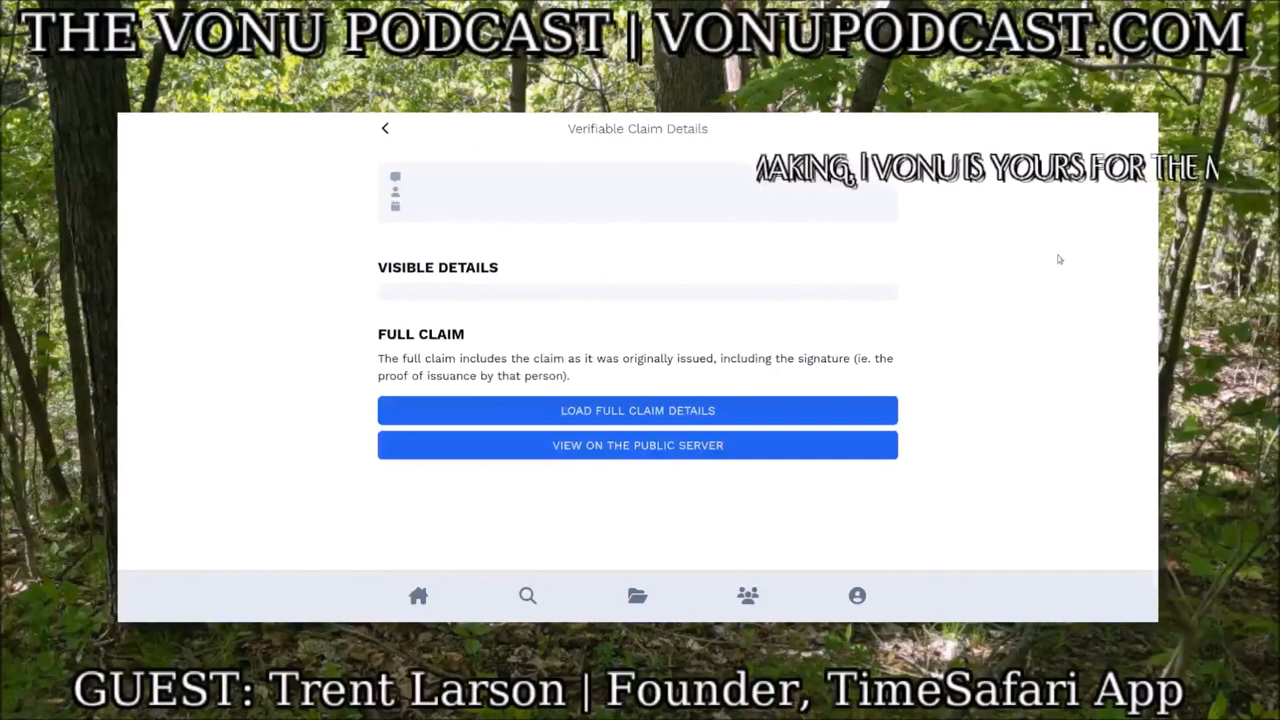 THE VONU PODCAST | VONUPODCAST.COM
Verifiable Claim Details
MAKING, | VONU IS YOURS FOR THE
VISIBLE DETAILS
FULL CLAIM
The full claim includes the claim as it was originally issued, including the signature (ie. the
proof of issuance by that person).
LOAD FULL CLAIM DETAILS
VIEW ON THE PUBLIC SERVER
GUEST: Trent Larson | Founder, TimeSafari App